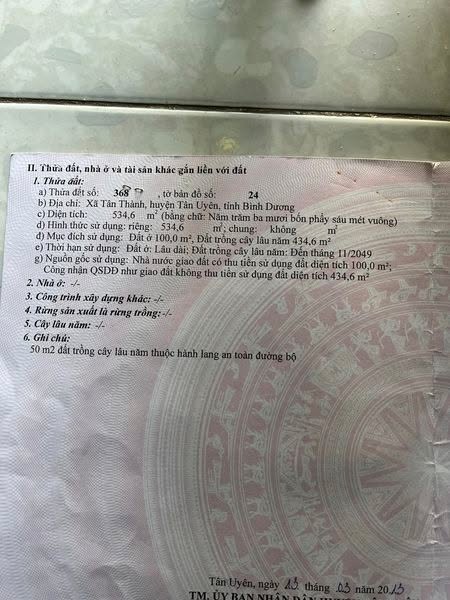 II. Thửa đất, nhà ở và tài sản khác gắn liền với đất
1. Thửa đất:
a) Thửa đất số: 368, tờ bản đồ số: 24
b) Địa chỉ: Xã Tân Thành, huyện Tân Uyên, tỉnh Bình Dương
c) Diện tích: 534,6 m² (bằng chữ: Năm trăm ba mươi bốn phẩy sáu mét vuông)
d) Hình thức sử dụng: riêng: 534,6 m²; chung: không m²
đ) Mục đích sử dụng: Đất ở 100,0 m², Đất trồng cây lâu năm 434,6 m²
e) Thời hạn sử dụng: Đất ở: Lâu dài; Đất trồng cây lâu năm: Đến tháng 11/2049
g) Nguồn gốc sử dụng: Nhà nước giao đất có thu tiền sử dụng đất diện tích 100,0 m²;
Công nhận QSDĐ như giao đất không thu tiền sử dụng đất diện tích 434,6 m²
2. Nhà ở: -/-
3. Công trình xây dựng khác: -/-
4. Rừng sản xuất là rừng trồng: -/-
5. Cây lâu năm: -/-
6. Ghi chú:
50 m2 đất trồng cây lâu năm thuộc hành lang an toàn đường bộ
Tân Uyên, ngày 13 tháng 03 năm 2015
TM. ỦY BAN NHÂN DÂN